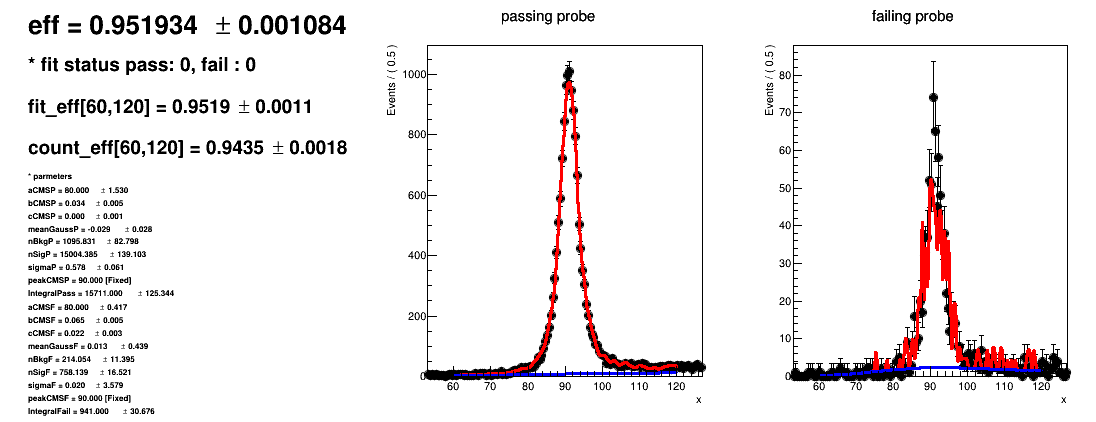 eff = 0.951934 ± 0.001084
* fit status pass: 0, fail : 0
fit_eff[60,120] = 0.9519 ± 0.0011
count_eff[60,120] = 0.9435 ± 0.0018
* parmeters
aCMSP = 80.000 ± 1.530
bCMSP = 0.034 ± 0.005
cCMSP = 0.000 ± 0.001
meanGaussP = -0.029 ± 0.028
nBkgP = 1095.831 ± 82.798
nSigP = 15004.385 ± 139.103
sigmaP = 0.578 ± 0.061
peakCMSP = 90.000 [Fixed]
IntegralPass = 15711.000 ± 125.344
aCMSF = 80.000 ± 0.417
bCMSF = 0.065 ± 0.005
cCMSF = 0.022 ± 0.003
meanGaussF = 0.013 ± 0.439
nBkgF = 214.054 ± 11.395
nSigF = 758.139 ± 16.521
sigmaF = 0.020 ± 3.579
peakCMSF = 90.000 [Fixed]
IntegralFail = 941.000 ± 30.676
passing probe
Events / ( 0.5 )
1000
800
600
400
200
0
60 70 80 90 100 110 120
x
failing probe
Events / ( 0.5 )
80
70
60
50
40
30
20
10
0
60 70 80 90 100 110 120
x